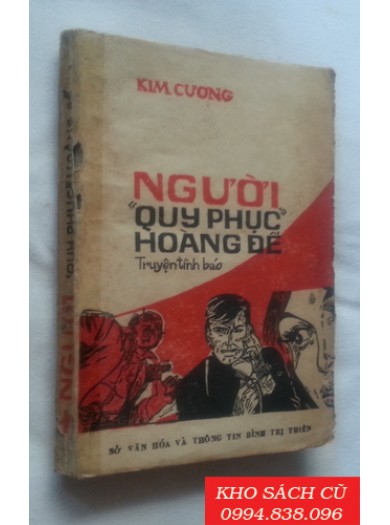 KIM CƯƠNG
NGƯỜI
"QUY PHỤC"
HOÀNG ĐẾ
Truyện tình báo
SỞ VĂN HÓA VÀ THÔNG TIN BÌNH TRỊ THIÊN
NGƯỜI
KHO SÁCH CŨ
0994.838.096